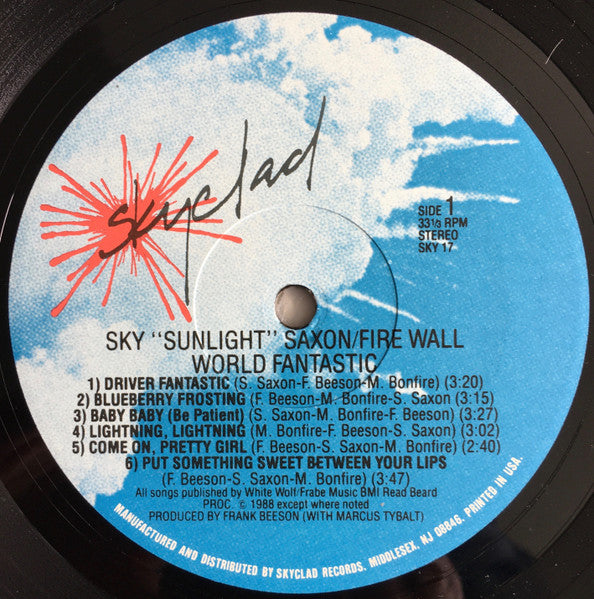 skyclad
SIDE 1
33⅓ RPM
STEREO
SKY 17
SKY "SUNLIGHT" SAXON/FIRE WALL
WORLD FANTASTIC
1) DRIVER FANTASTIC (S. Saxon-F. Beeson-M. Bonfire) (3:20)
2) BLUEBERRY FROSTING (F. Beeson-M. Bonfire-S. Saxon (3:15)
3) BABY BABY (Be Patient) (S. Saxon-M. Bonfire-F. Beeson) (3:27)
4) LIGHTNING, LIGHTNING (M. Bonfire-F. Beeson-S. Saxon) (3:02)
5) COME ON, PRETTY GIRL (F. Beeson-S. Saxon-M. Bonfire) (2:40)
6) PUT SOMETHING SWEET BETWEEN YOUR LIPS
(F. Beeson-S. Saxon-M. Bonfire) (3:47)
All songs published by White Wolf/Frabe Music BMI Read Beard
PROC. © 1988 except where noted
PRODUCED BY FRANK BEESON (WITH MARCUS TYBALT)
MANUFACTURED AND DISTRIBUTED BY SKYCLAD RECORDS. MIDDLESEX, NJ 08846. PRINTED IN USA.